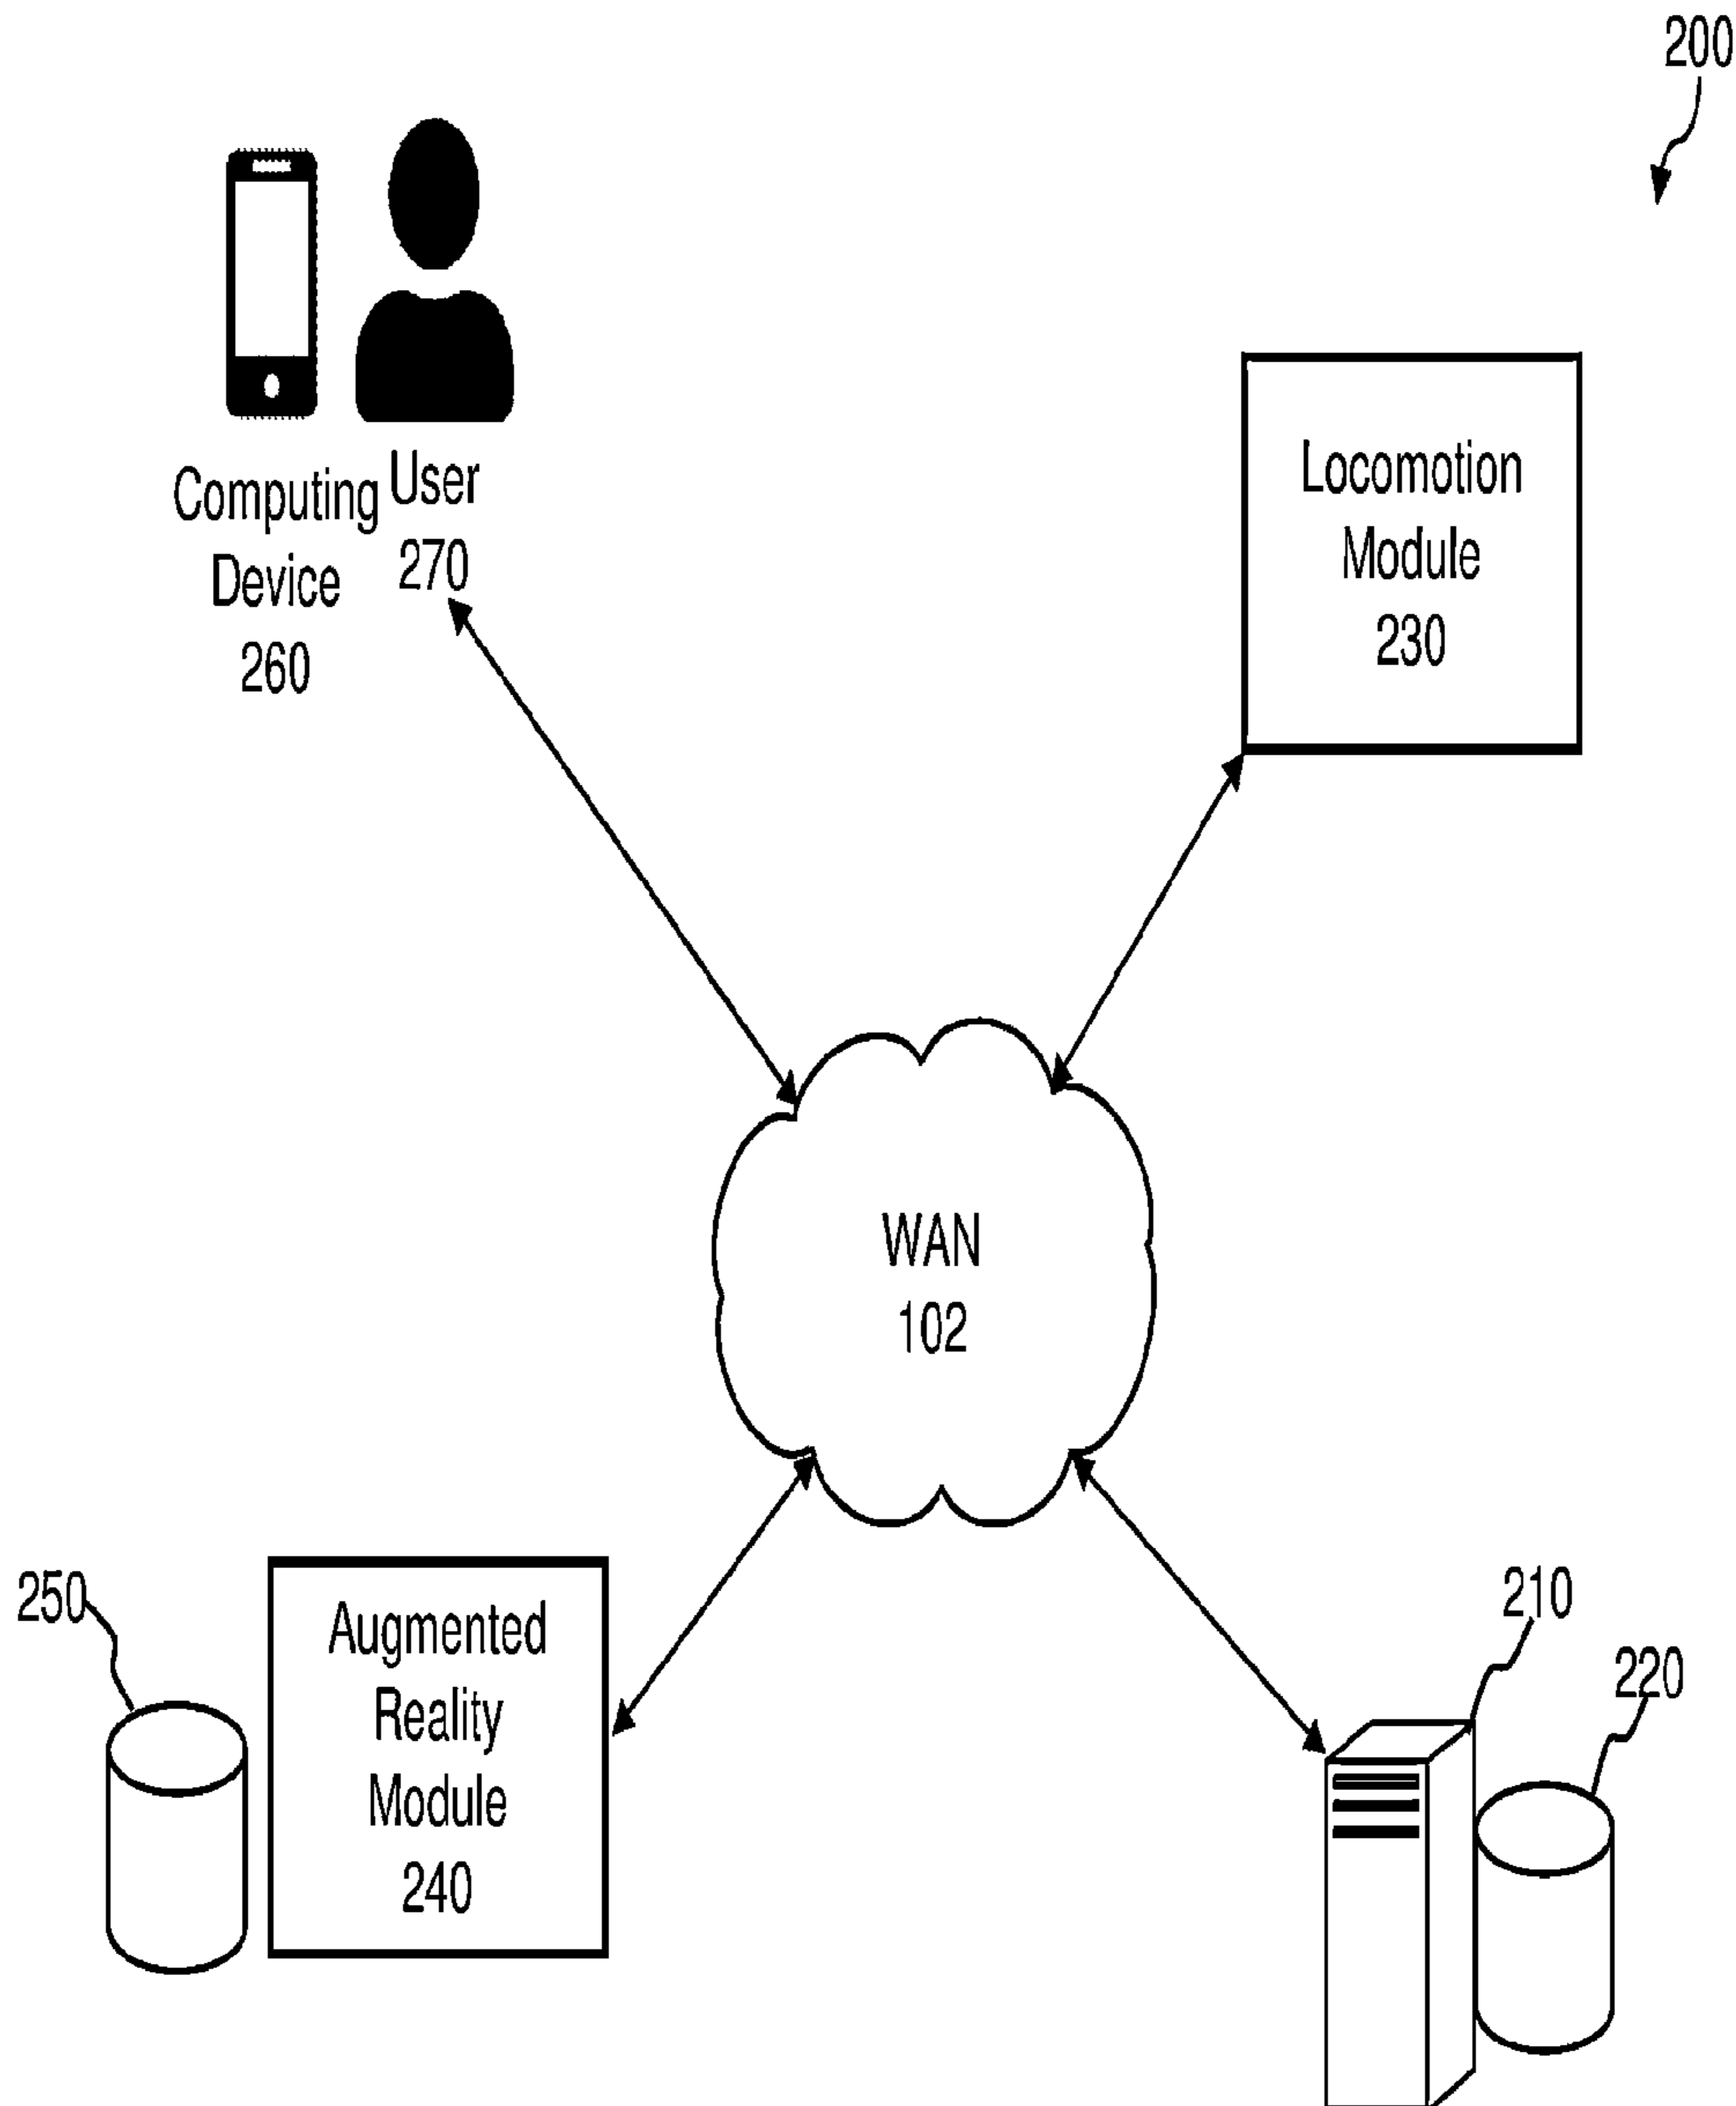 200
Computing
Device
260
User
270
Locomotion
Module
230
WAN
102
250
Augmented
Reality
Module
240
210
220